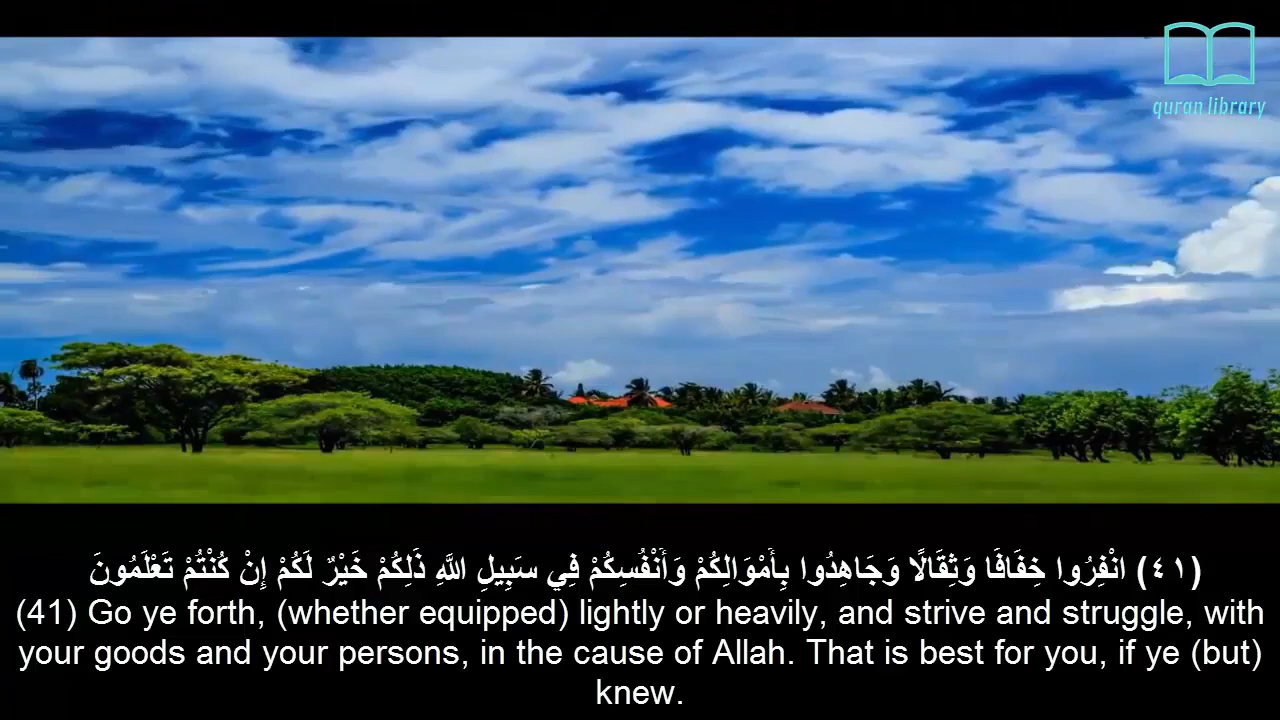 quran library
(٤١) انْفِرُوا خِفَافًا وَثِقَالًا وَجَاهِدُوا بِأَمْوَالِكُمْ وَأَنْفُسِكُمْ فِي سَبِيلِ اللَّهِ ذَلِكُمْ خَيْرٌ لَكُمْ إِنْ كُنْتُمْ تَعْلَمُونَ
(41) Go ye forth, (whether equipped) lightly or heavily, and strive and struggle, with
your goods and your persons, in the cause of Allah. That is best for you, if ye (but)
knew.